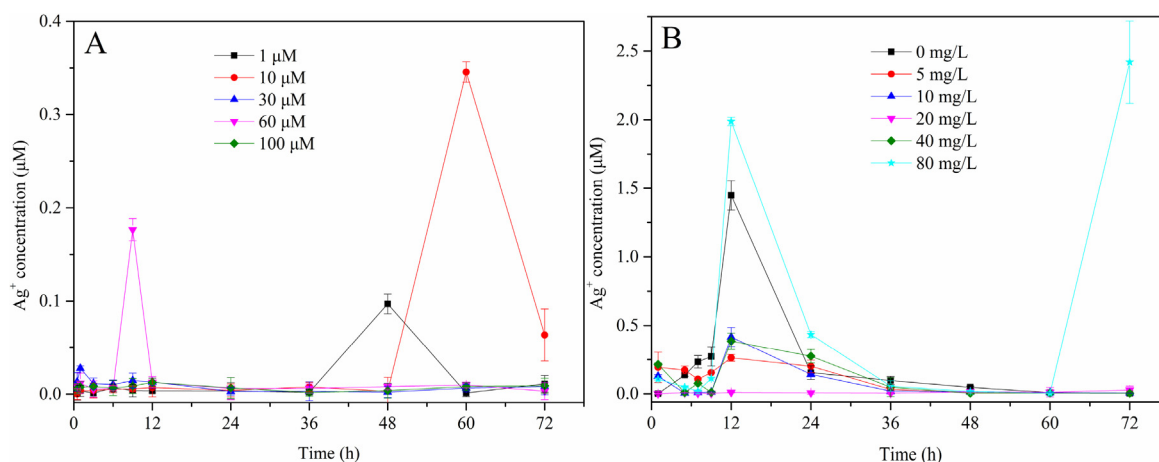 A
1 µM
10 µM
30 µM
60 µM
100 µM
0.4
0.3
0.2
0.1
0.0
Ag⁺ concentration (µM)
0 12 24 36 48 60 72
Time (h)
B
0 mg/L
5 mg/L
10 mg/L
20 mg/L
40 mg/L
80 mg/L
2.5
2.0
1.5
1.0
0.5
0.0
Ag⁺ concentration (µM)
0 12 24 36 48 60 72
Time (h)